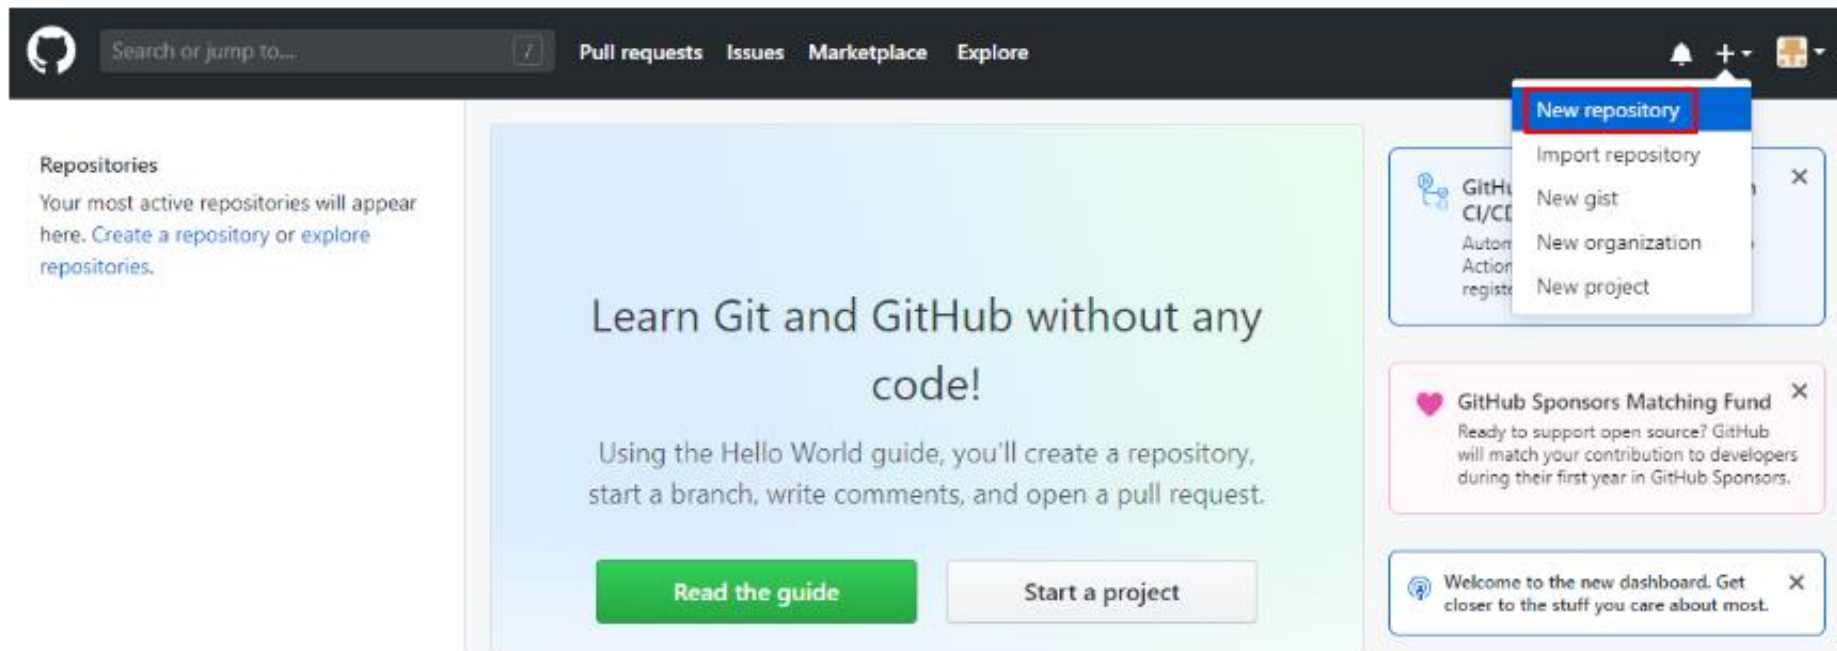 Search or jump to...
/
Pull requests Issues Marketplace Explore
New repository
Import repository
New gist
New organization
New project
Repositories
Your most active repositories will appear
here. Create a repository or explore
repositories.
Learn Git and GitHub without any
code!
Using the Hello World guide, you'll create a repository,
start a branch, write comments, and open a pull request.
Read the guide
Start a project
CI/CD
GitHub Sponsors Matching Fund
Ready to support open source? GitHub
will match your contribution to developers
during their first year in GitHub Sponsors.
Welcome to the new dashboard. Get
closer to the stuff you care about most.